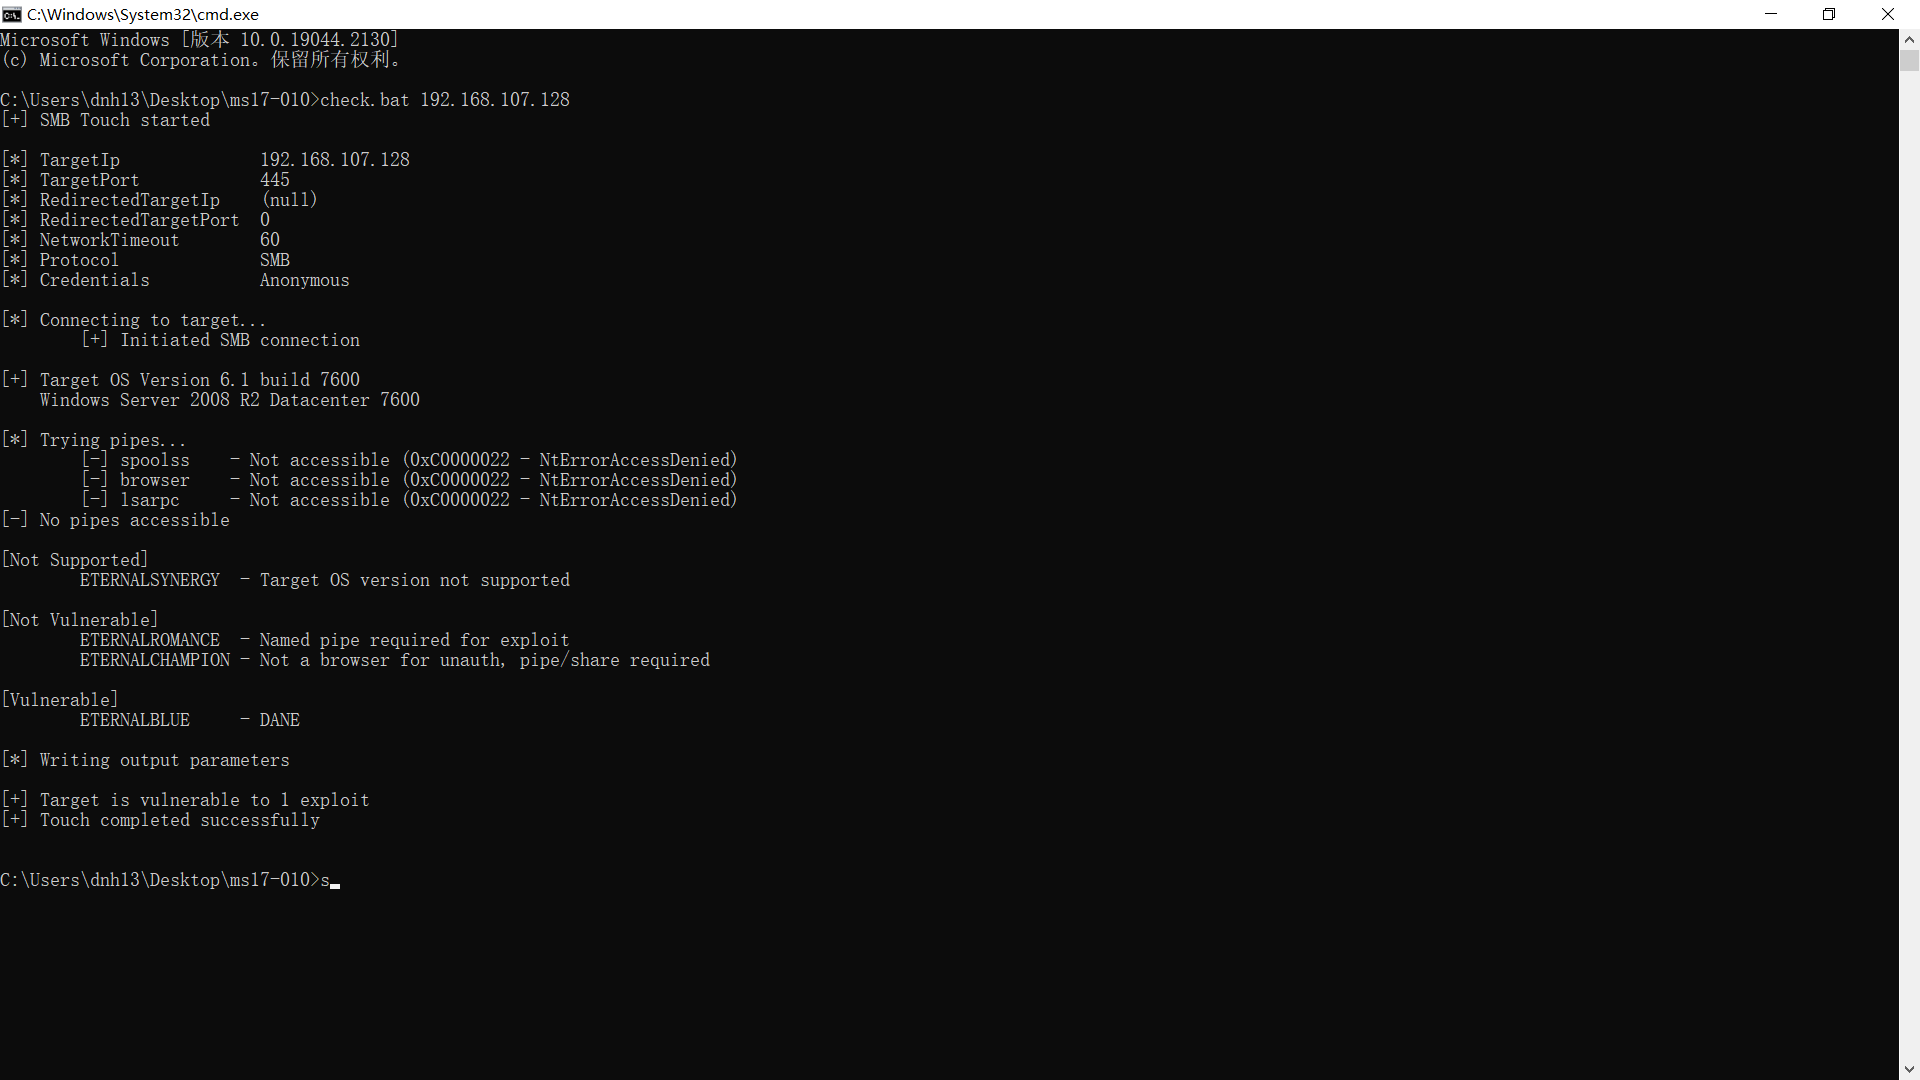 C:\Windows\System32\cmd.exe
Microsoft Windows [版本 10.0.19044.2130]
(c) Microsoft Corporation。保留所有权利。
C:\Users\dnh13\Desktop\ms17-010>check.bat 192.168.107.128
[+] SMB Touch started
[*] TargetIp 192.168.107.128
[*] TargetPort 445
[*] RedirectedTargetIp (null)
[*] RedirectedTargetPort 0
[*] NetworkTimeout 60
[*] Protocol SMB
[*] Credentials Anonymous
[*] Connecting to target...
[+] Initiated SMB connection
[+] Target OS Version 6.1 build 7600
Windows Server 2008 R2 Datacenter 7600
[*] Trying pipes...
[-] spoolss - Not accessible (0xC0000022 - NtErrorAccessDenied)
[-] browser - Not accessible (0xC0000022 - NtErrorAccessDenied)
[-] lsarpc - Not accessible (0xC0000022 - NtErrorAccessDenied)
[-] No pipes accessible
[Not Supported]
ETERNALSYNERGY - Target OS version not supported
[Not Vulnerable]
ETERNALROMANCE - Named pipe required for exploit
ETERNALCHAMPION - Not a browser for unauth, pipe/share required
[Vulnerable]
ETERNALBLUE - DANE
[*] Writing output parameters
[+] Target is vulnerable to 1 exploit
[+] Touch completed successfully
C:\Users\dnh13\Desktop\ms17-010>s